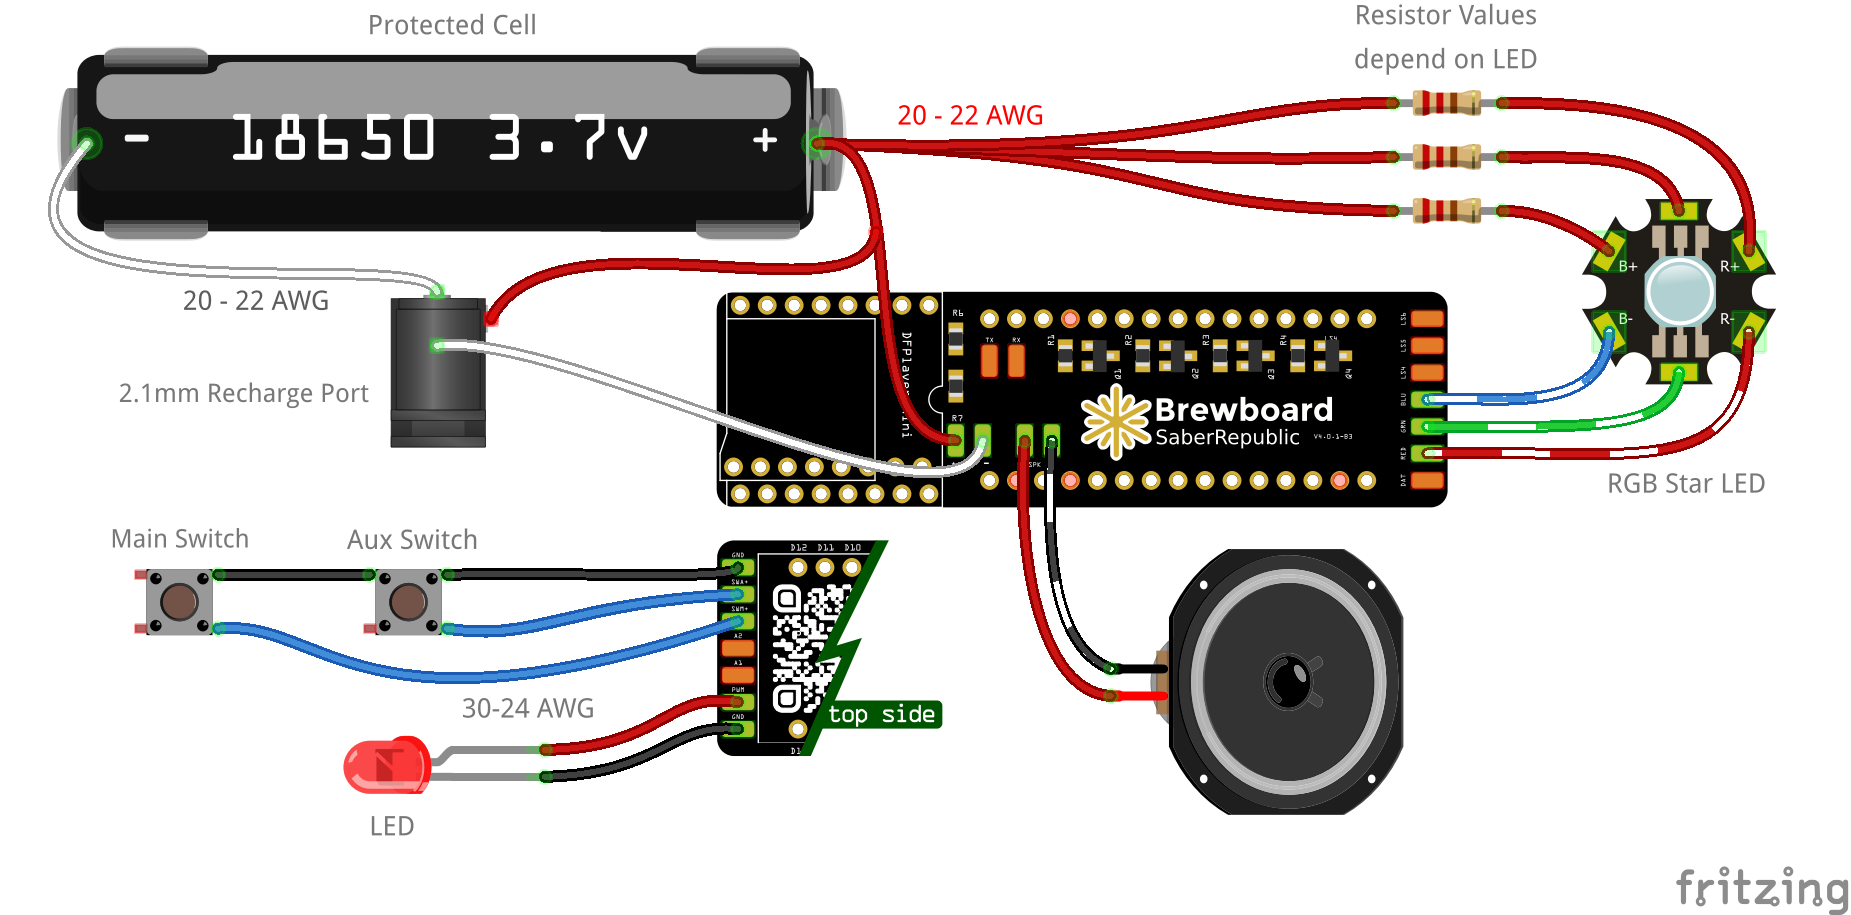 Protected Cell
Resistor Values
depend on LED
- 18650 3.7v +
20 - 22 AWG
20 - 22 AWG
2.1mm Recharge Port
B+
R+
B-
R-
DFPlayer Mini
R6
R7
TX
RX
R1
R2
R3
R4
Q1
Q2
Q3
Q4
LS6
LS5
LS4
BLU
GRN
RED
DAT
Brewboard
SaberRepublic
V4.0.1-B3
-
SPK
RGB Star LED
Main Switch
Aux Switch
GND
SWA+
SWM+
A2
A1
PWM
GND
D12 D11 D10
D1
top side
30-24 AWG
LED
fritzing